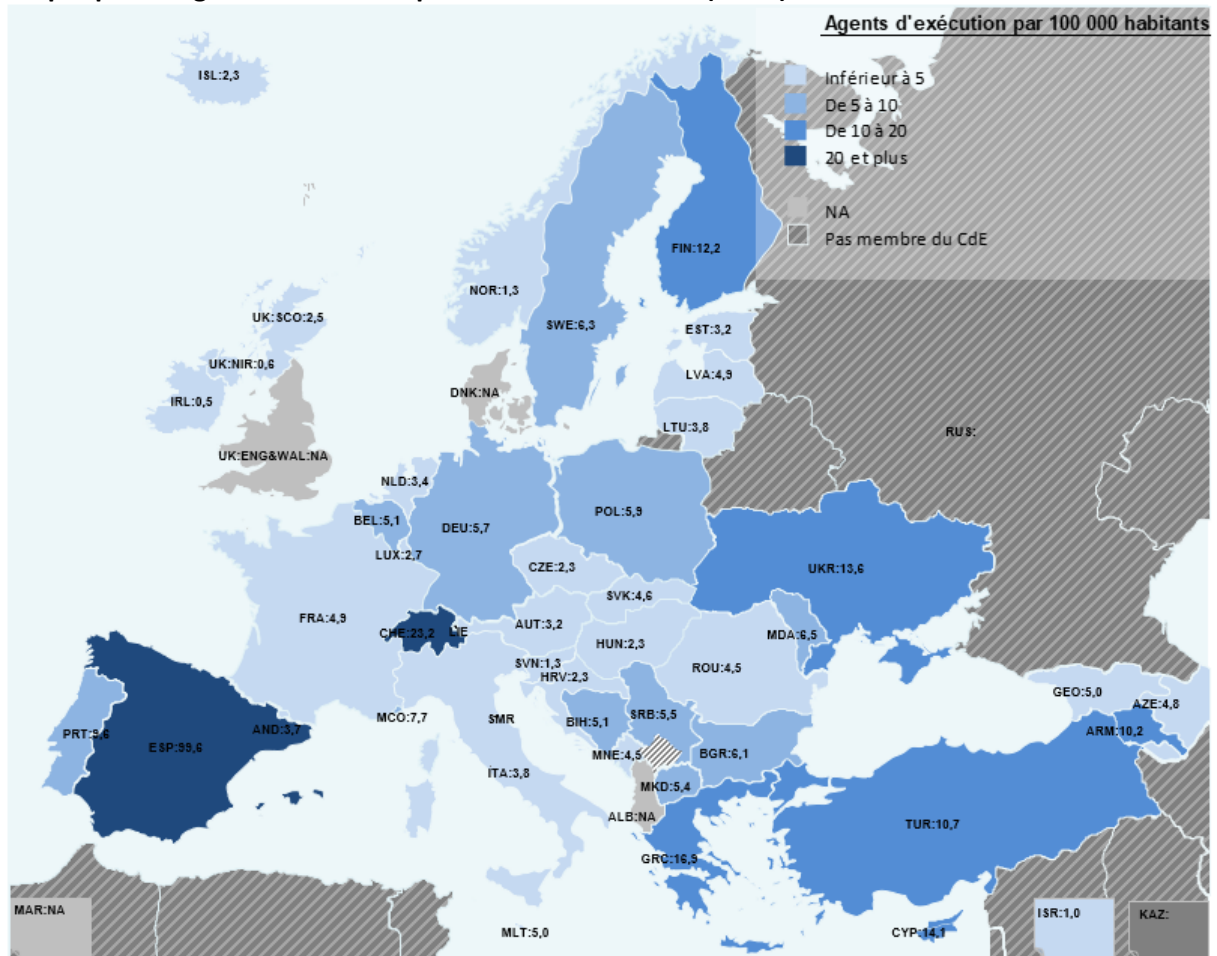 Agents d'exécution par 100 000 habitants
Inférieur à 5
De 5 à 10
De 10 à 20
20 et plus
NA
Pas membre du CdE
ISL:2,3
FIN:12,2
NOR:1,3
UK:SCO:2,5
SWE:6,3
EST:3,2
UK:NIR:0,6
LVA:4,9
DNK:NA
IRL:0,5
LTU:3,8
RUS:
UK:ENG&WAL:NA
NLD:3,4
POL:5,9
BEL:5,1
DEU:5,7
LUX:2,7
CZE:2,3
UKR:13,6
SVK:4,6
FRA:4,9
AUT:3,2
CHE:23,2
LIE
MDA:6,5
HUN:2,3
SVN:1,3
ROU:4,5
HRV:2,3
GEO:5,0
AZE:4,8
MCO:7,7
SMR
BIH:5,1
SRB:5,5
AND:3,7
ARM:10,2
PRT:9,6
ESP:99,6
MNE:4,5
BGR:6,1
ITA:3,8
MKD:5,4
ALB:NA
TUR:10,7
GRC:16,9
MAR:NA
ISR:1,0
KAZ:
MLT:5,0
CYP:14,1